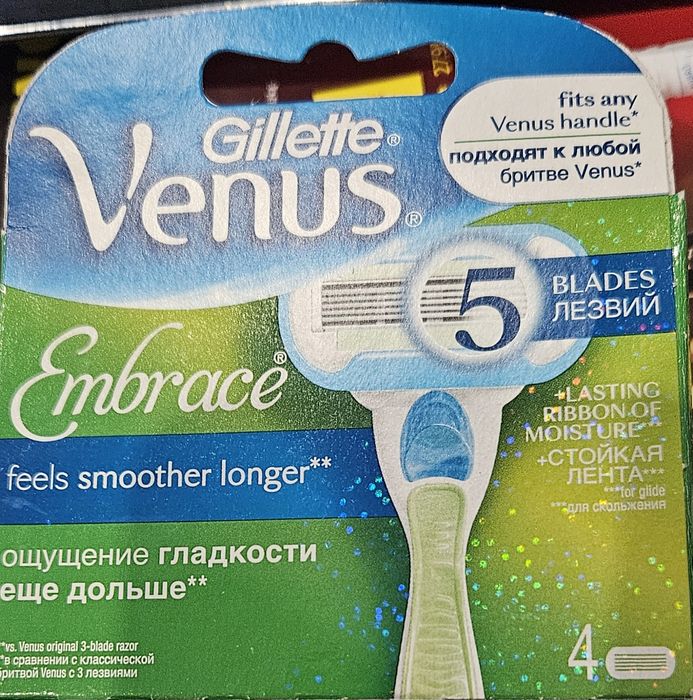 27.9
fits any
Venus handle*
подходят к любой
бритве Venus*
Gillette®
Venus®
5
BLADES
ЛЕЗВИЙ
Embrace®
+LASTING
RIBBON OF
MOISTURE***
+СТОЙКАЯ
ЛЕНТА***
***for glide
***для скольжения
feels smoother longer**
ощущение гладкости
еще дольше**
**vs. Venus original 3-blade razor
**в сравнении с классической
бритвой Venus с 3 лезвиями
4